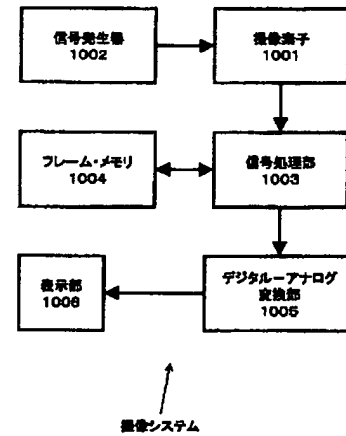 信号発生器
1002
撮像素子
1001
フレーム・メモリ
1004
信号処理部
1003
表示部
1006
デジタルーアナログ
変換部
1005
撮像システム